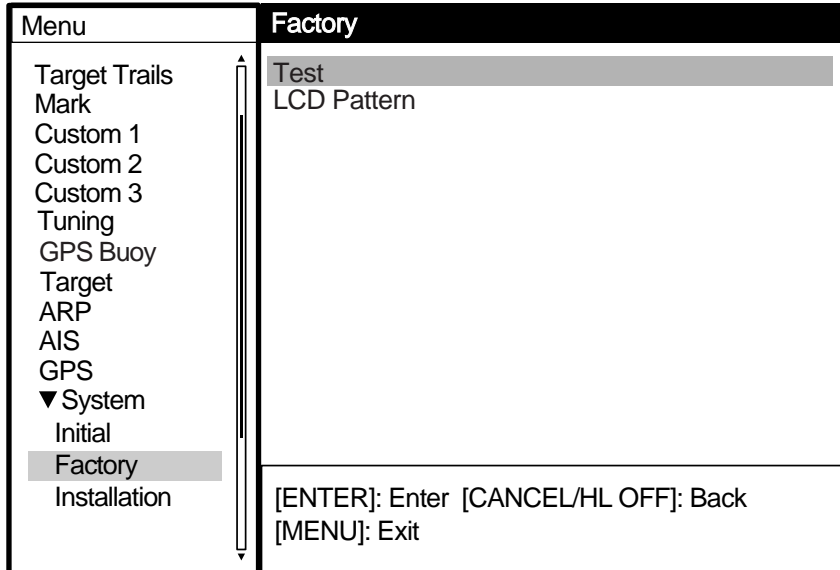 Menu
Target Trails
Mark
Custom 1
Custom 2
Custom 3
Tuning
GPS Buoy
Target
ARP
AIS
GPS
▼System
Initial
Factory
Installation
Factory
Test
LCD Pattern
[ENTER]: Enter [CANCEL/HL OFF]: Back
[MENU]: Exit